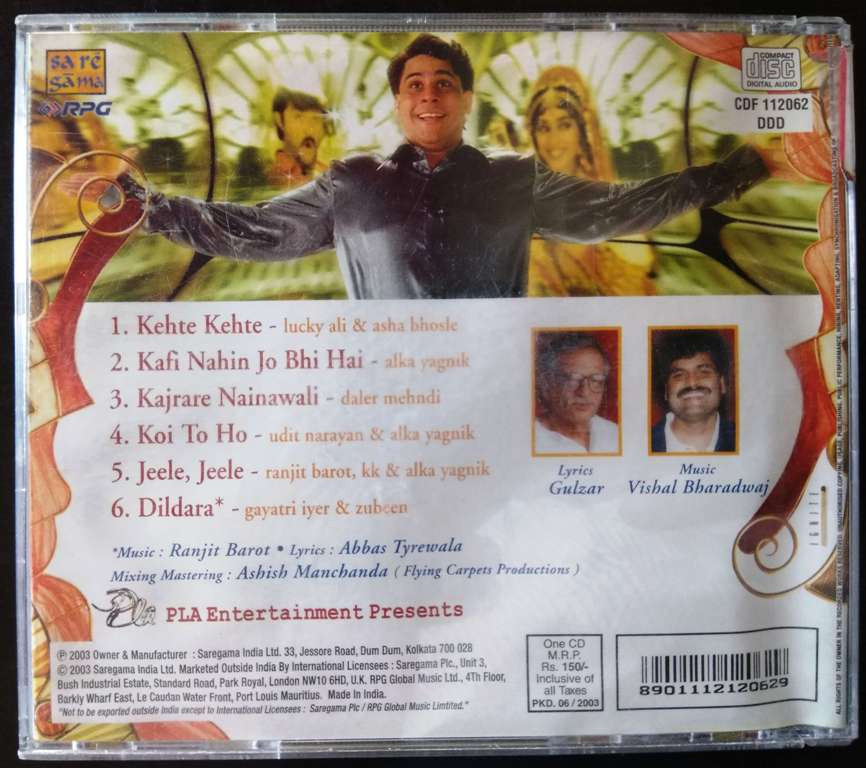 sa re
gāma
RPG
COMPACT
disc
DIGITAL AUDIO
CDF 112062
DDD
1. Kehte Kehte - lucky ali & asha bhosle
2. Kafi Nahin Jo Bhi Hai - alka yagnik
3. Kajrare Nainawali - daler mehndi
4. Koi To Ho - udit narayan & alka yagnik
5. Jeele, Jeele - ranjit barot, kk & alka yagnik
6. Dildara* - gayatri iyer & zubeen
Lyrics
Gulzar
Music
Vishal Bharadwaj
*Music : Ranjit Barot • Lyrics : Abbas Tyrewala
Mixing Mastering : Ashish Manchanda ( Flying Carpets Productions )
Pla
PLA Entertainment Presents
℗ 2003 Owner & Manufacturer : Saregama India Ltd. 33, Jessore Road, Dum Dum, Kolkata 700 028
© 2003 Saregama India Ltd. Marketed Outside India By International Licensees : Saregama Plc., Unit 3,
Bush Industrial Estate, Standard Road, Park Royal, London NW10 6HD, U.K. RPG Global Music Ltd., 4Th Floor,
Barkly Wharf East, Le Caudan Water Front, Port Louis Mauritius. Made In India.
"Not to be exported outside India except to International Licensees : Saregama Plc / RPG Global Music Limtited."
One CD
M.R.P.
Rs. 150/-
Inclusive of
all Taxes
PKD. 06 / 2003
8901112120629
IGNITE